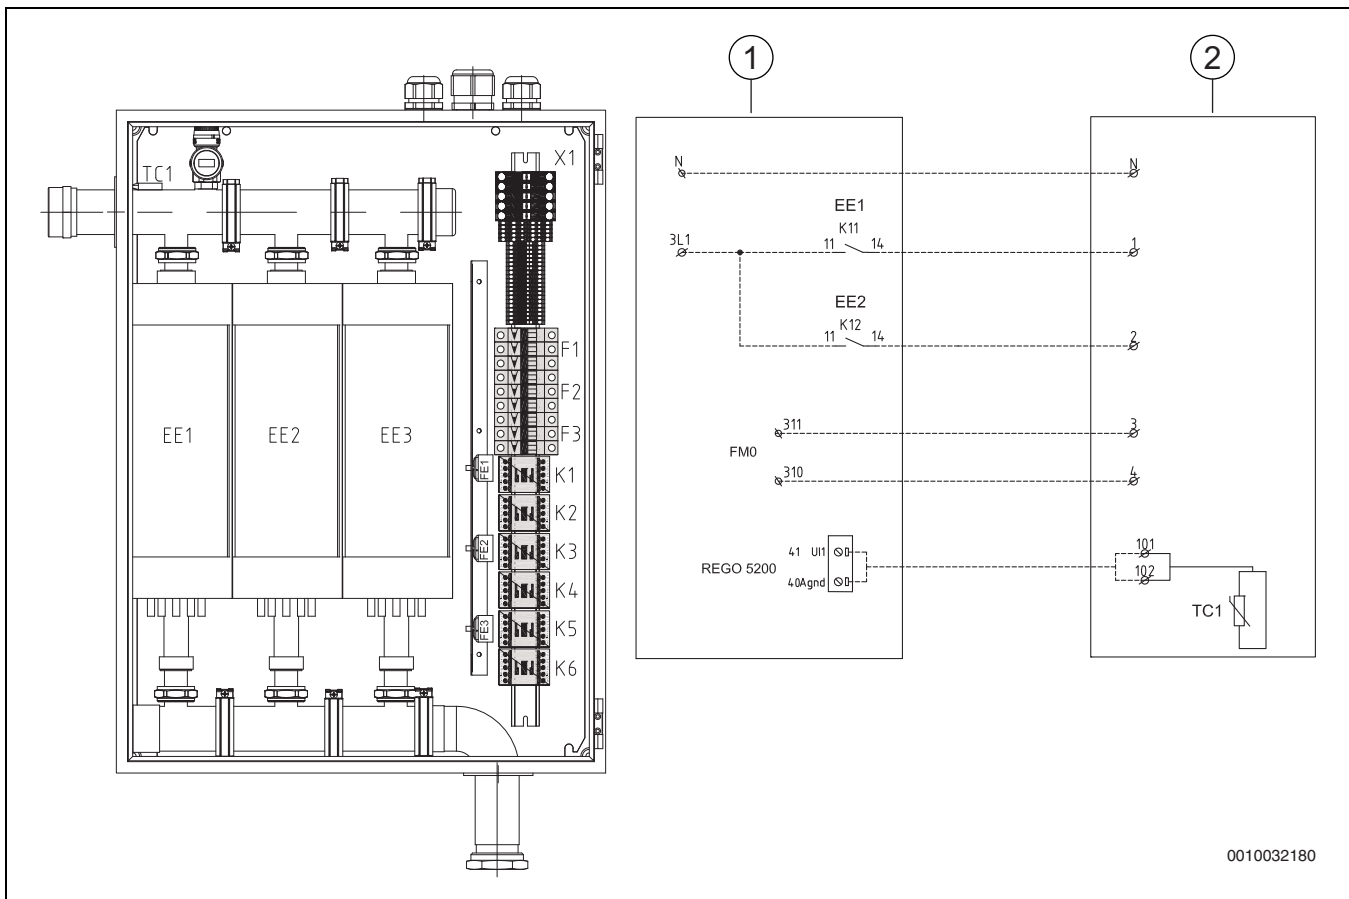 1
2
X1
TC1
N
N
EE1
K11
3L1
11
14
1
EE2
K12
11
14
2
F1
F2
F3
EE1
EE2
EE3
311
3
FM0
310
4
FE1
K1
K2
FE2
K3
K4
FE3
K5
K6
41 UI1
REGO 5200
40Agnd
101
102
TC1
0010032180